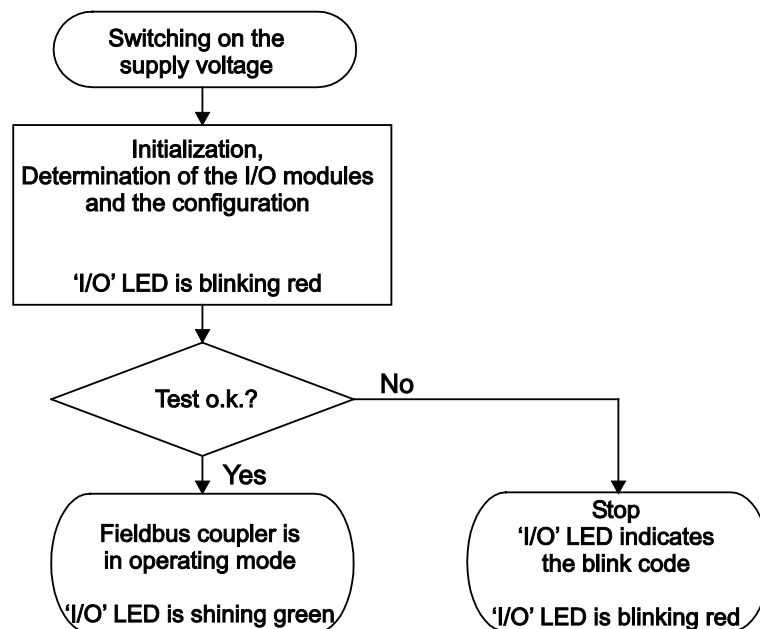 Switching on the
supply voltage
Initialization,
Determination of the I/O modules
and the configuration
‘I/O’ LED is blinking red
Test o.k.?
No
Yes
Fieldbus coupler is
in operating mode
‘I/O’ LED is shining green
Stop
‘I/O’ LED indicates
the blink code
‘I/O’ LED is blinking red